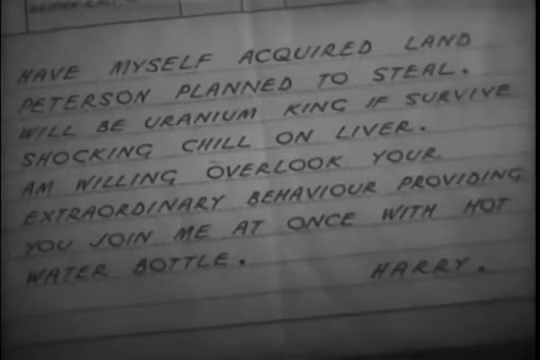 HAVE MYSELF ACQUIRED LAND
PETERSON PLANNED TO STEAL.
WILL BE URANIUM KING IF SURVIVE
SHOCKING CHILL ON LIVER.
AM WILLING OVERLOOK YOUR
EXTRAORDINARY BEHAVIOUR PROVIDING
YOU JOIN ME AT ONCE WITH HOT
WATER BOTTLE.
HARRY.